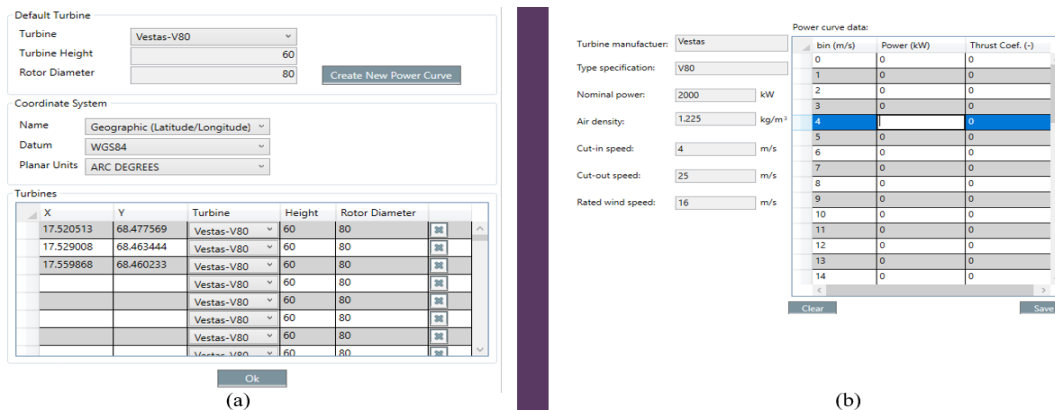 Default Turbine
Turbine Vestas-V80
Turbine Height 60
Rotor Diameter 80 Create New Power Curve
Coordinate System
Name Geographic (Latitude/Longitude)
Datum WGS84
Planar Units ARC DEGREES
Turbines
X Y Turbine Height Rotor Diameter
17.520513 68.477569 Vestas-V80 60 80
17.529008 68.463444 Vestas-V80 60 80
17.559868 68.460233 Vestas-V80 60 80
Vestas-V80 60 80
Vestas-V80 60 80
Vestas-V80 60 80
Vestas-V80 60 80
Vestas-V80 60 80
Ok
(a)
Turbine manufactuer: Vestas
Type specification: V80
Nominal power: 2000 kW
Air density: 1.225 kg/m³
Cut-in speed: 4 m/s
Cut-out speed: 25 m/s
Rated wind speed: 16 m/s
Power curve data:
bin (m/s) Power (kW) Thrust Coef. (-)
0 0 0
1 0 0
2 0 0
3 0 0
4 0
5 0 0
6 0 0
7 0 0
8 0 0
9 0 0
10 0 0
11 0 0
12 0 0
13 0 0
14 0 0
Clear Save
(b)